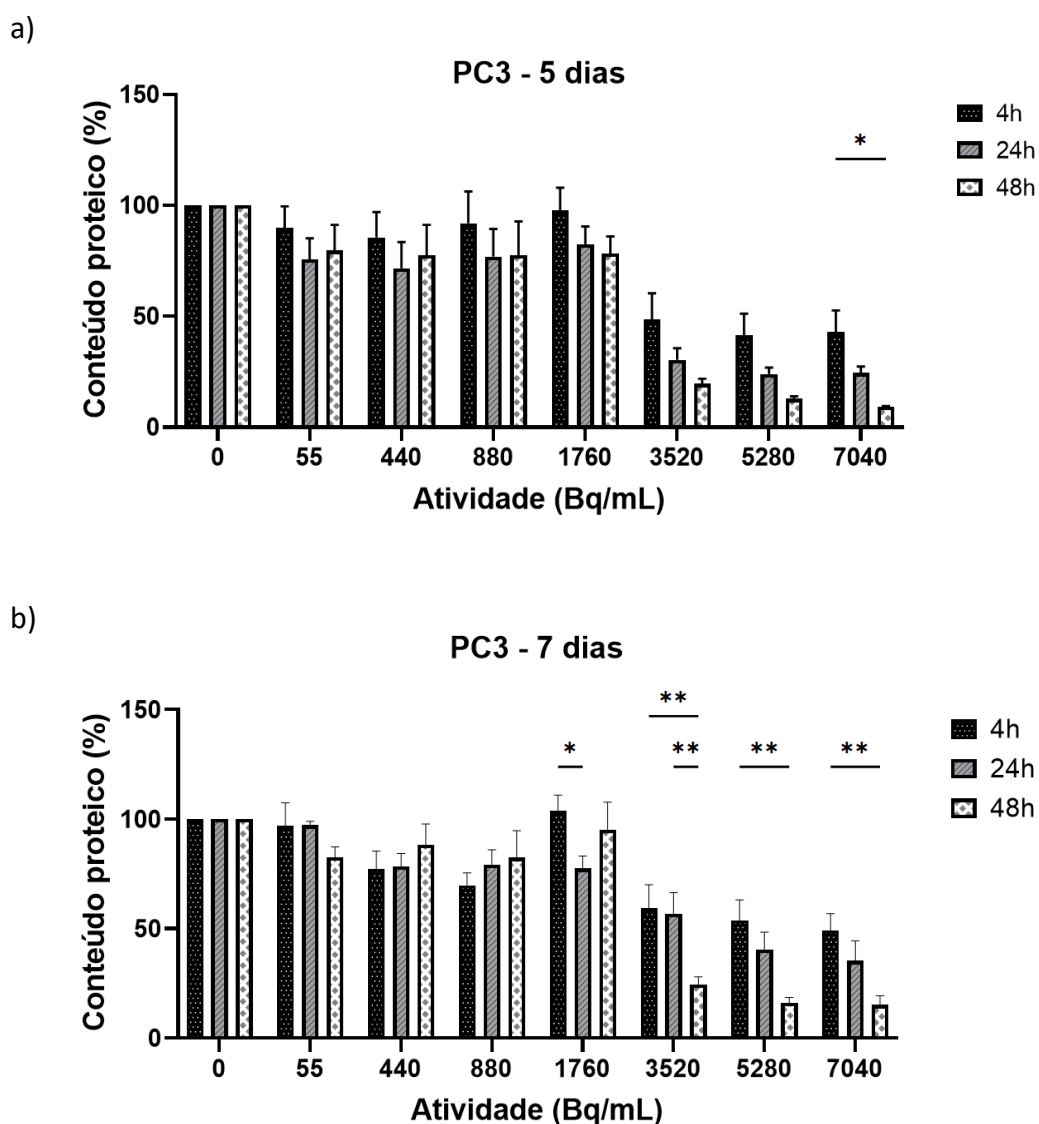 a)
PC3 - 5 dias
Conteúdo proteico (%)
150
100
50
0
*
4h
24h
48h
0 55 440 880 1760 3520 5280 7040
Atividade (Bq/mL)
b)
PC3 - 7 dias
Conteúdo proteico (%)
150
100
50
0
**
* ** ** **
4h
24h
48h
0 55 440 880 1760 3520 5280 7040
Atividade (Bq/mL)